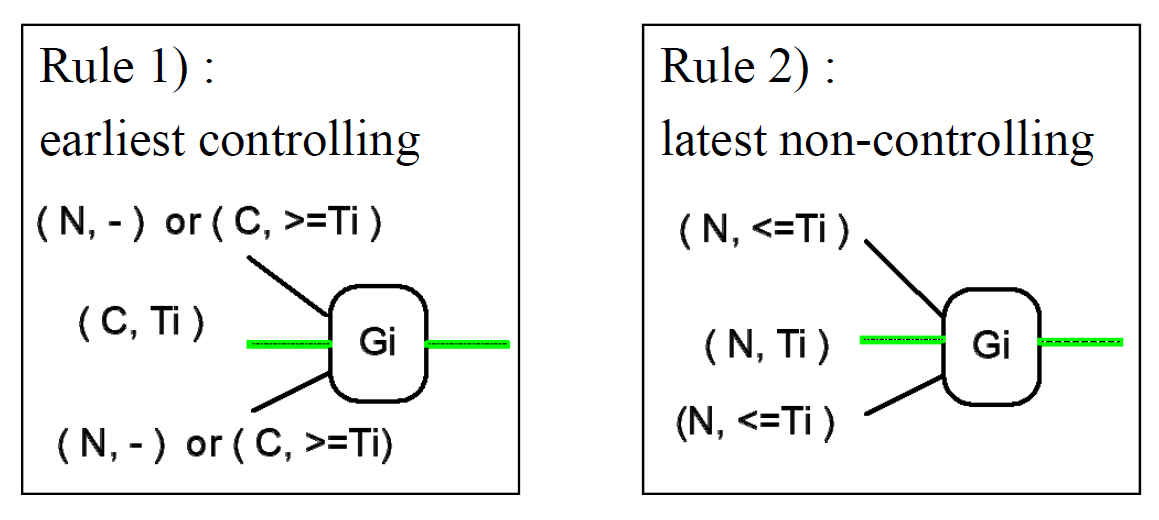 Rule 1) :
earliest controlling
( N, - ) or ( C, >=Ti )
( C, Ti )
Gi
( N, - ) or ( C, >=Ti)
Rule 2) :
latest non-controlling
( N, <=Ti )
( N, Ti )
Gi
(N, <=Ti )